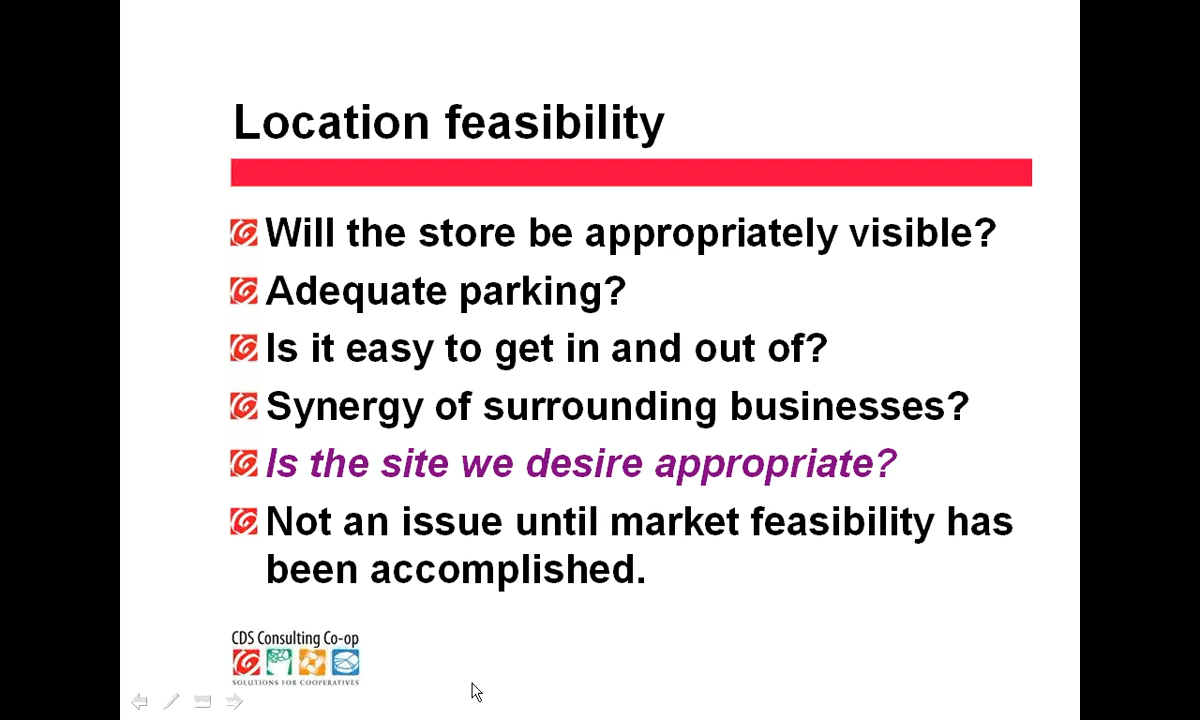 Location feasibility
Will the store be appropriately visible?
Adequate parking?
Is it easy to get in and out of?
Synergy of surrounding businesses?
Is the site we desire appropriate?
Not an issue until market feasibility has
been accomplished.
CDS Consulting Co-op
SOLUTIONS FOR COOPERATIVES